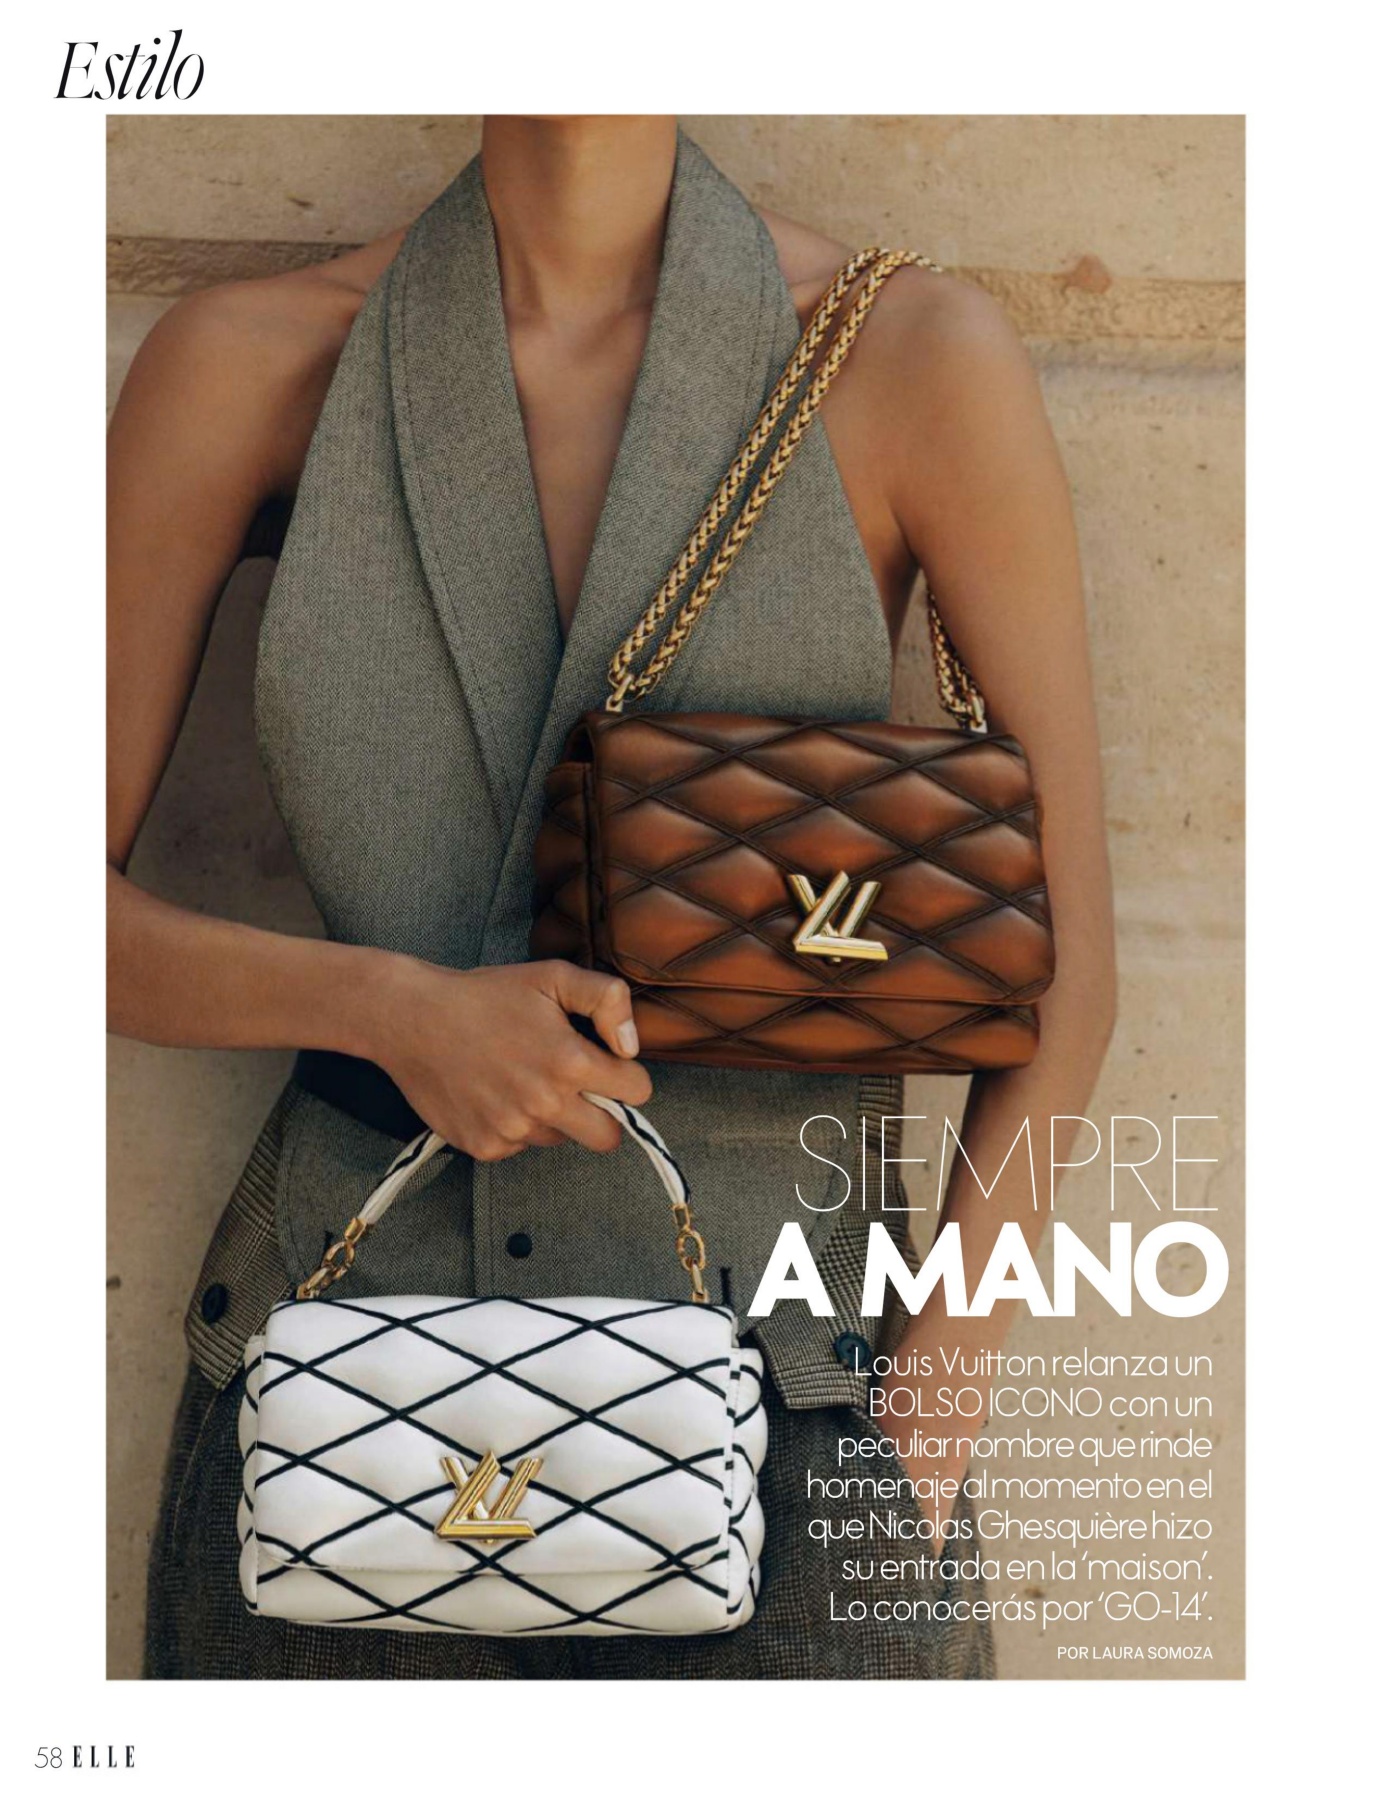 Estilo
SIEMPRE
A MANO
Louis Vuitton relanza un
BOLSO ICONO con un
peculiar nombre que rinde
homenaje al momento en el
que Nicolas Ghesquière hizo
su entrada en la ‘maison’.
Lo conocerás por ‘GO-14’.
POR LAURA SOMOZA
58 ELLE